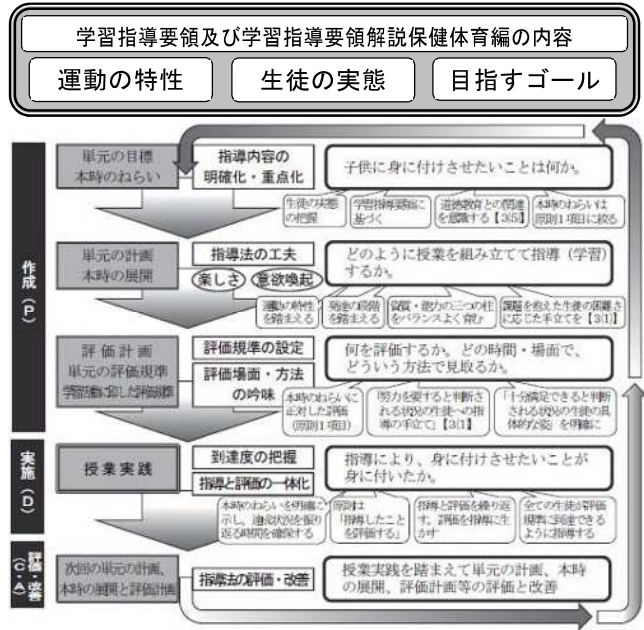 学習指導要領及び学習指導要領解説保健体育編の内容
運動の特性
生徒の実態
目指すゴール
作成(P)
単元の目標
本時のねらい
指導内容の
明確化・重点化
子供に身に付けさせたいことは何か。
生徒の実態
の把握
学習指導要領に
基づく
道徳教育との関連
を意識する【3(5)】
本時のねらいは
原則1項目に絞る
単元の計画
本時の展開
指導法の工夫
楽しさ
意欲喚起
どのように授業を組み立てて指導(学習)
するか。
運動の特性
を踏まえる
発達の段階
を踏まえる
資質・能力の三つの柱
をバランスよく育む
課題を抱えた生徒の困難さ
に応じた手立てを【3(1)】
評価計画
単元の評価規準
学習活動に即した評価規準
評価規準の設定
評価場面・方法
の吟味
何を評価するか。どの時間・場面で、
どういう方法で見取るか。
本時のねらいに
正対した評価
(原則1項目)
「努力を要すると判断
される状況の生徒への指
導の手立て」【3(1)】
「十分満足できると判断
される状況の生徒の具
体的な姿」を明確に
実施(D)
授業実践
到達度の把握
指導と評価の一体化
指導により、身に付けさせたいことが
身に付いたか。
本時のねらいを明確に
示し、達成状況を振り
返る時間を確保する
原則は
「指導したこと
を評価する」
指導と評価を繰り返
す。評価を指導に生
かす
全ての生徒が評価
規準に到達できる
ように指導する
評価・改善(C・A)
次回の単元の計画、
本時の展開と評価計画
指導法の評価・改善
授業実践を踏まえて単元の計画、本時
の展開、評価計画等の評価と改善